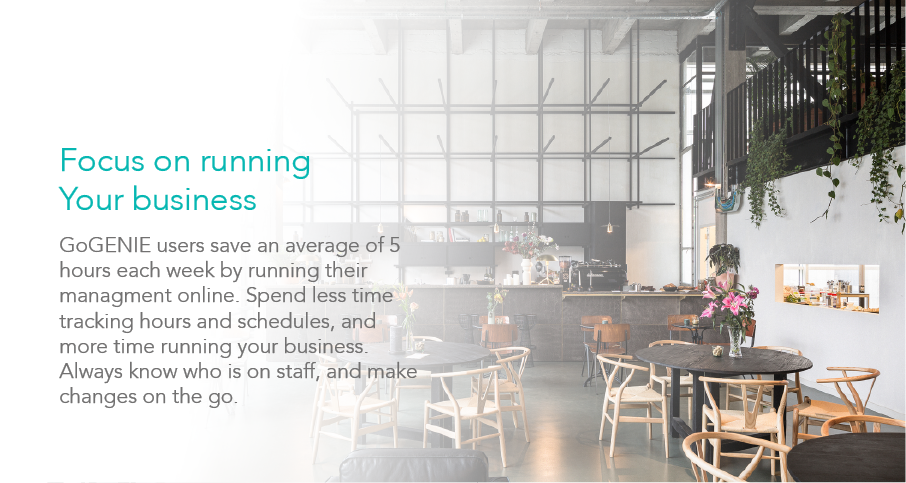 Focus on running
Your business
GoGENIE users save an average of 5
hours each week by running their
managment online. Spend less time
tracking hours and schedules, and
more time running your business.
Always know who is on staff, and make
changes on the go.